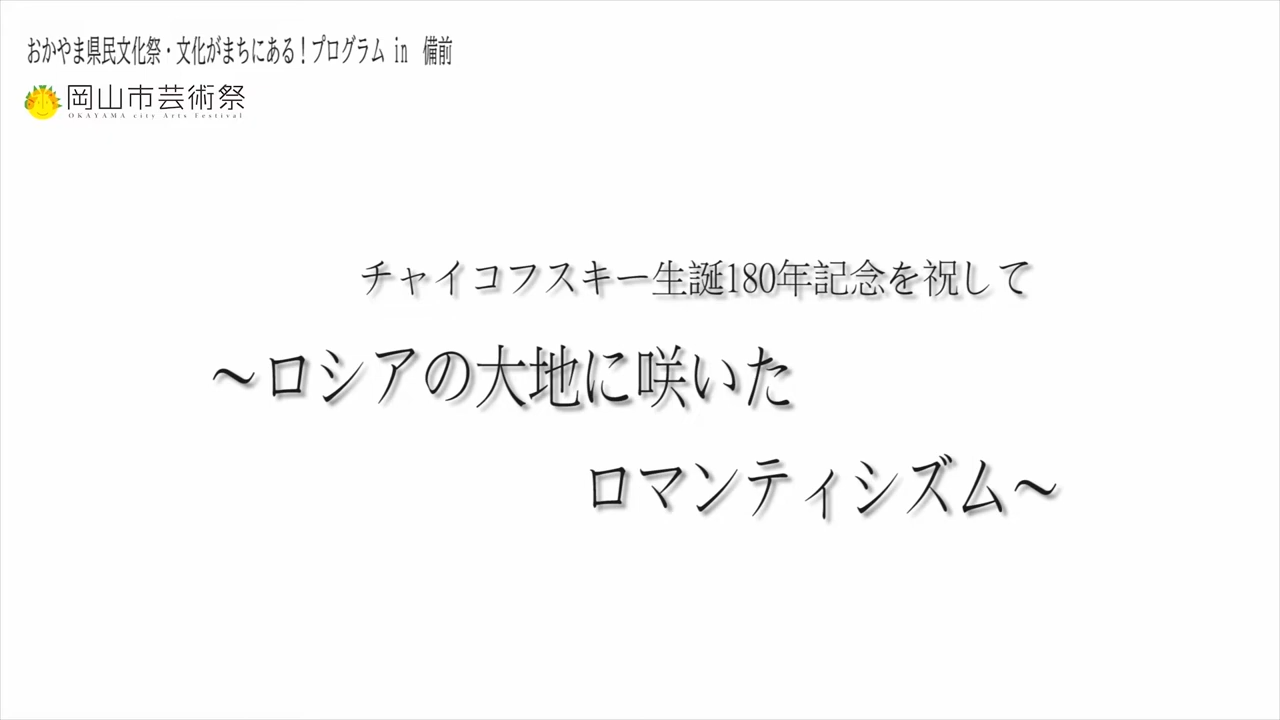 おかやま県民文化祭・文化がまちにある！プログラム in 備前
岡山市芸術祭
OKAYAMA city Arts Festival
チャイコフスキー生誕180年記念を祝して
～ロシアの大地に咲いた
ロマンティシズム～